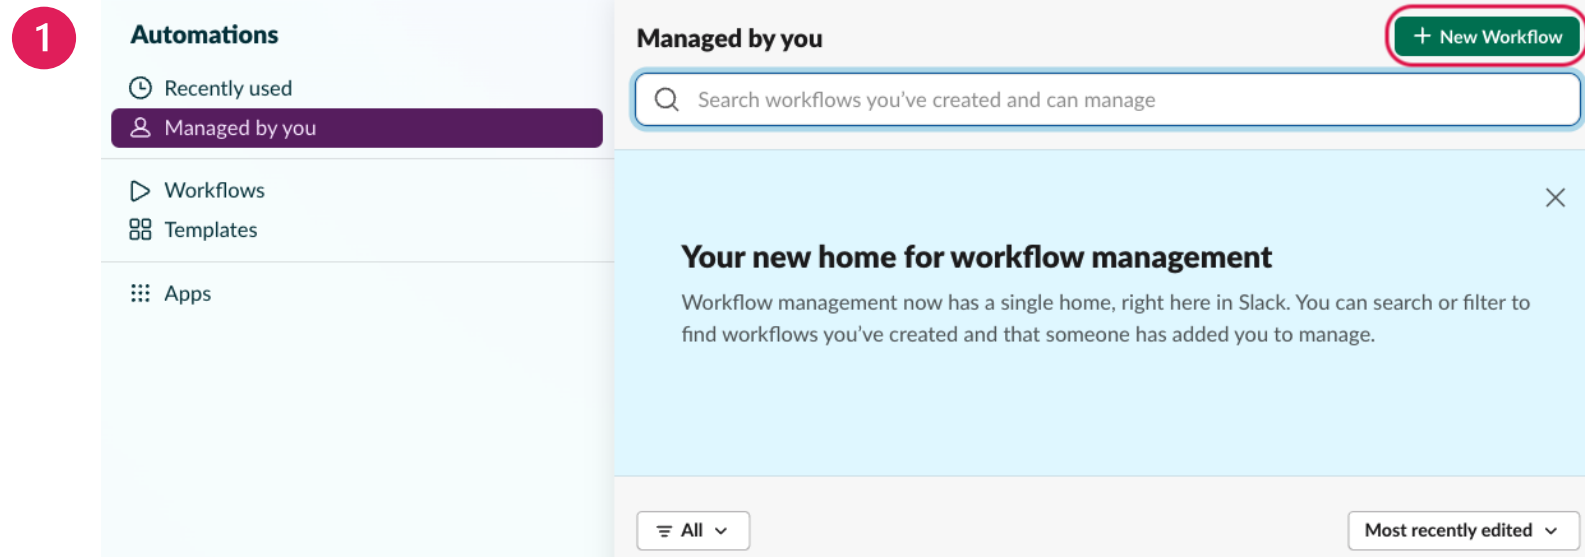 1
Automations
Recently used
Managed by you
Workflows
Templates
Apps
Managed by you
+ New Workflow
Search workflows you’ve created and can manage
Your new home for workflow management
Workflow management now has a single home, right here in Slack. You can search or filter to
find workflows you’ve created and that someone has added you to manage.
All
Most recently edited